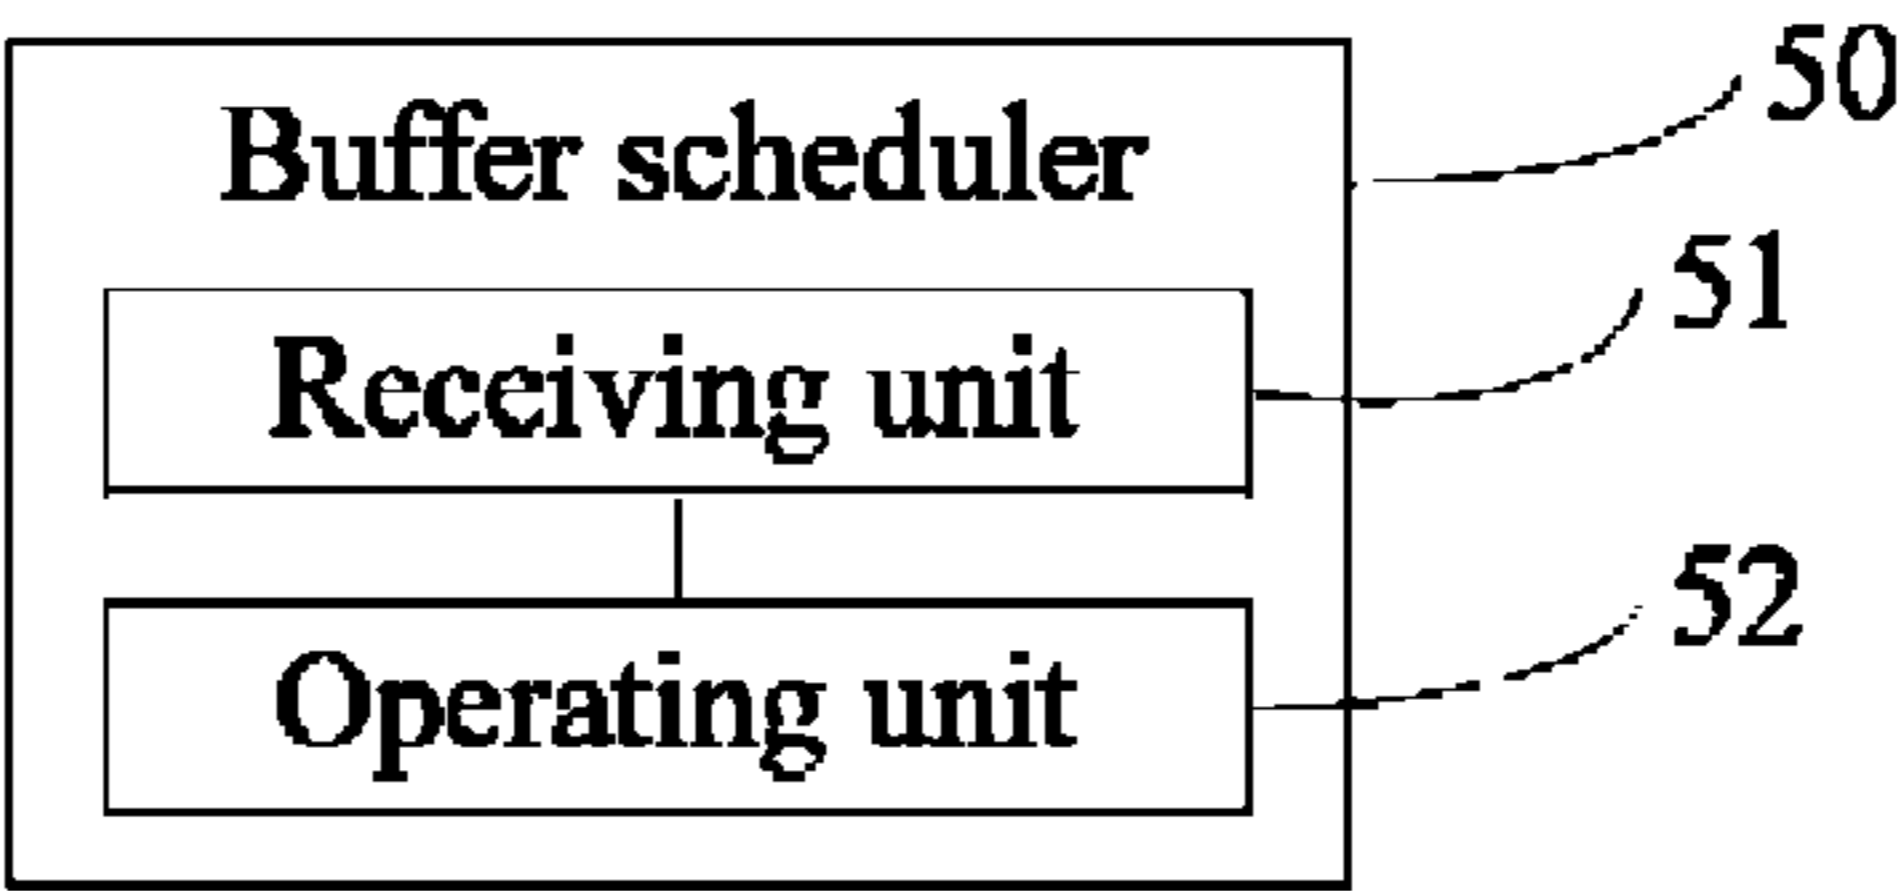 Buffer scheduler
50
Receiving unit
51
Operating unit
52